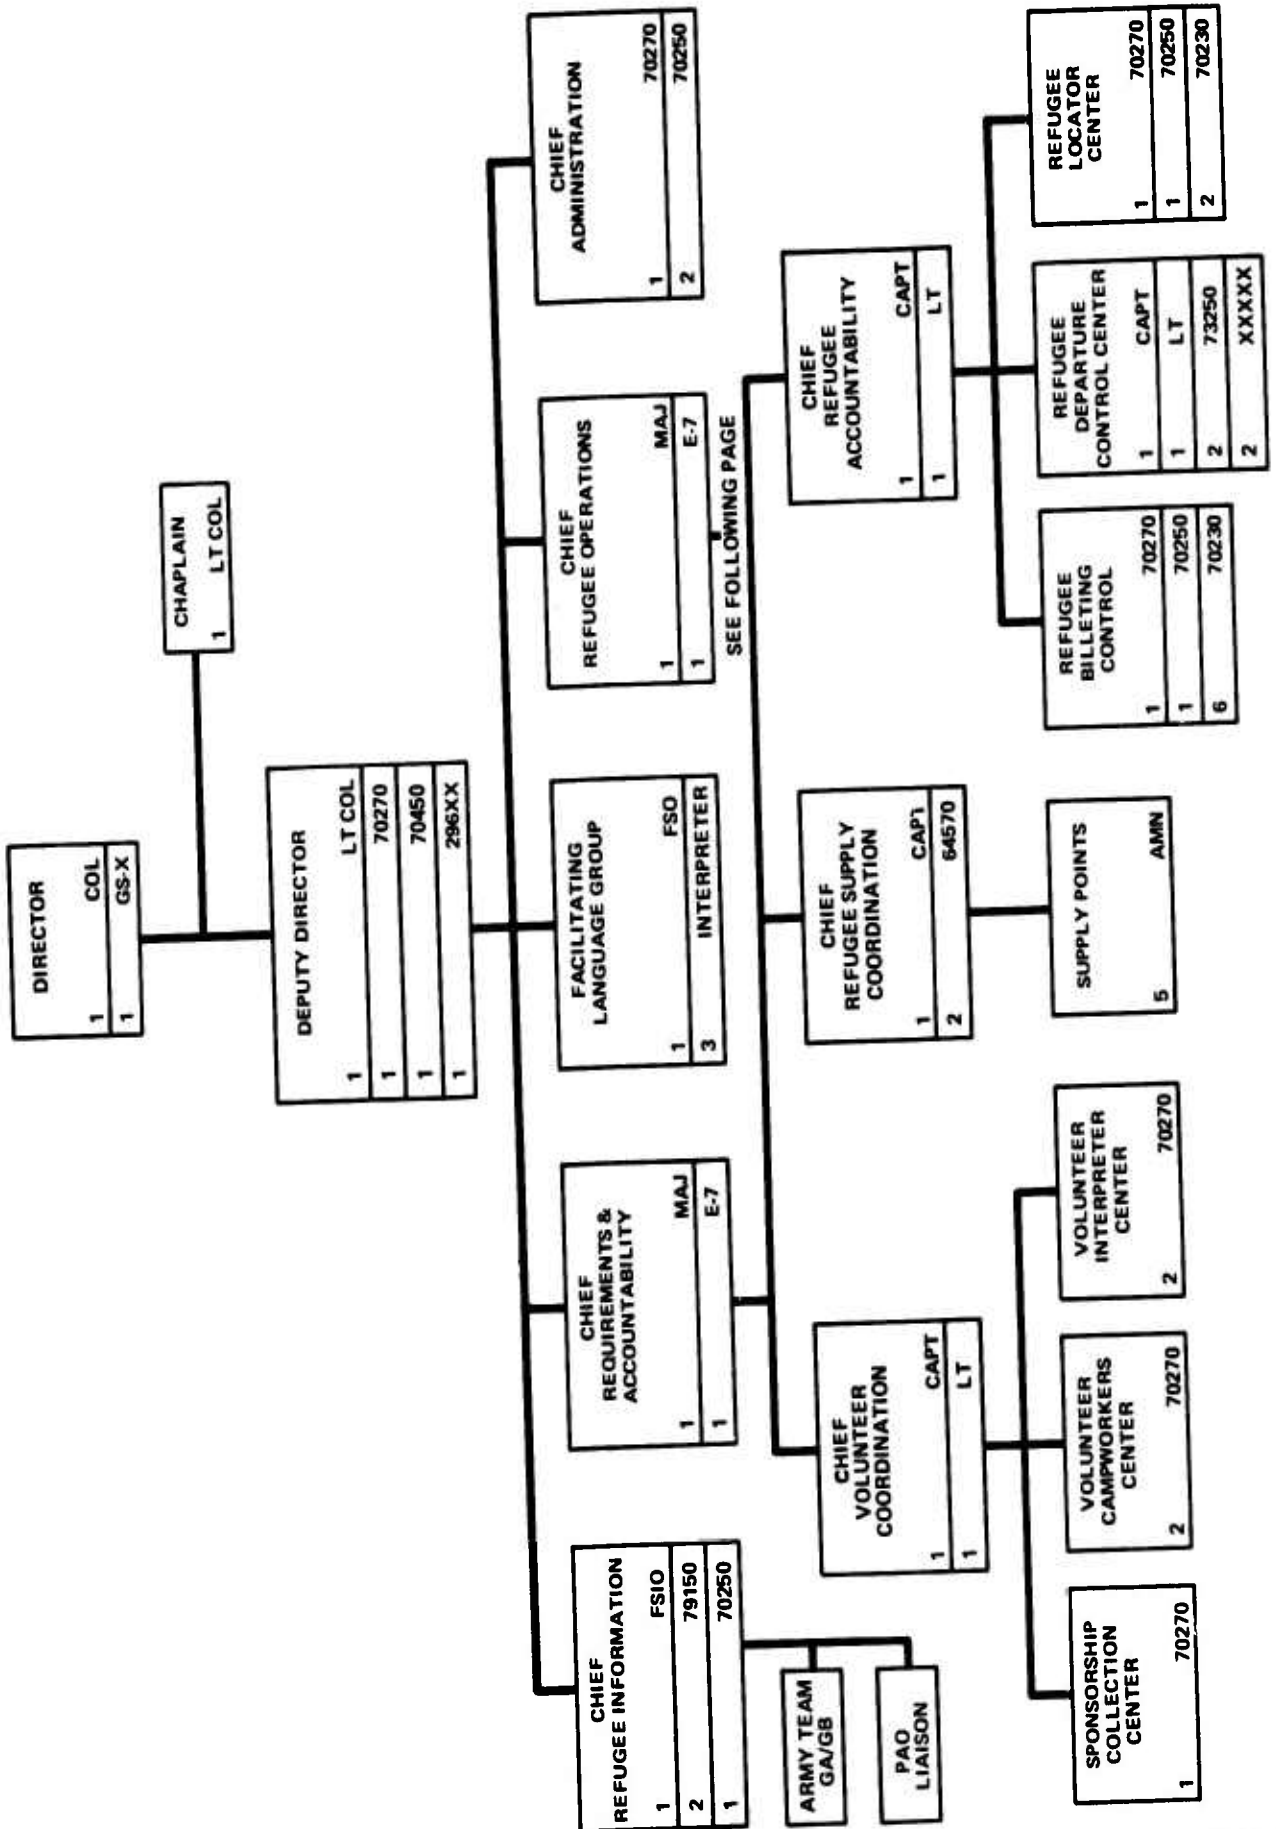 DIRECTOR
1 COL
1 GS-X
CHAPLAIN
1 LT COL
DEPUTY DIRECTOR
1 LT COL
1 70270
1 70450
1 296XX
CHIEF
REFUGEE INFORMATION
1 FSIO
2 79150
1 70250
ARMY TEAM
GA/GB
PAO
LIAISON
CHIEF
REQUIREMENTS &
ACCOUNTABILITY
1 MAJ
1 E-7
FACILITATING
LANGUAGE GROUP
1 FSO
3 INTERPRETER
CHIEF
REFUGEE OPERATIONS
1 MAJ
1 E-7
SEE FOLLOWING PAGE
CHIEF
ADMINISTRATION
1 70270
2 70250
CHIEF
VOLUNTEER
COORDINATION
1 CAPT
1 LT
CHIEF
REFUGEE SUPPLY
COORDINATION
1 CAPT
2 64570
CHIEF
REFUGEE
ACCOUNTABILITY
1 CAPT
1 LT
SPONSORSHIP
COLLECTION
CENTER
1 70270
VOLUNTEER
CAMPWORKERS
CENTER
2 70270
VOLUNTEER
INTERPRETER
CENTER
2 70270
SUPPLY POINTS
5 AMN
REFUGEE
BILLETING
CONTROL
1 70270
1 70250
6 70230
REFUGEE
DEPARTURE
CONTROL CENTER
1 CAPT
1 LT
2 73250
2 XXXXX
REFUGEE
LOCATOR
CENTER
1 70270
1 70250
2 70230